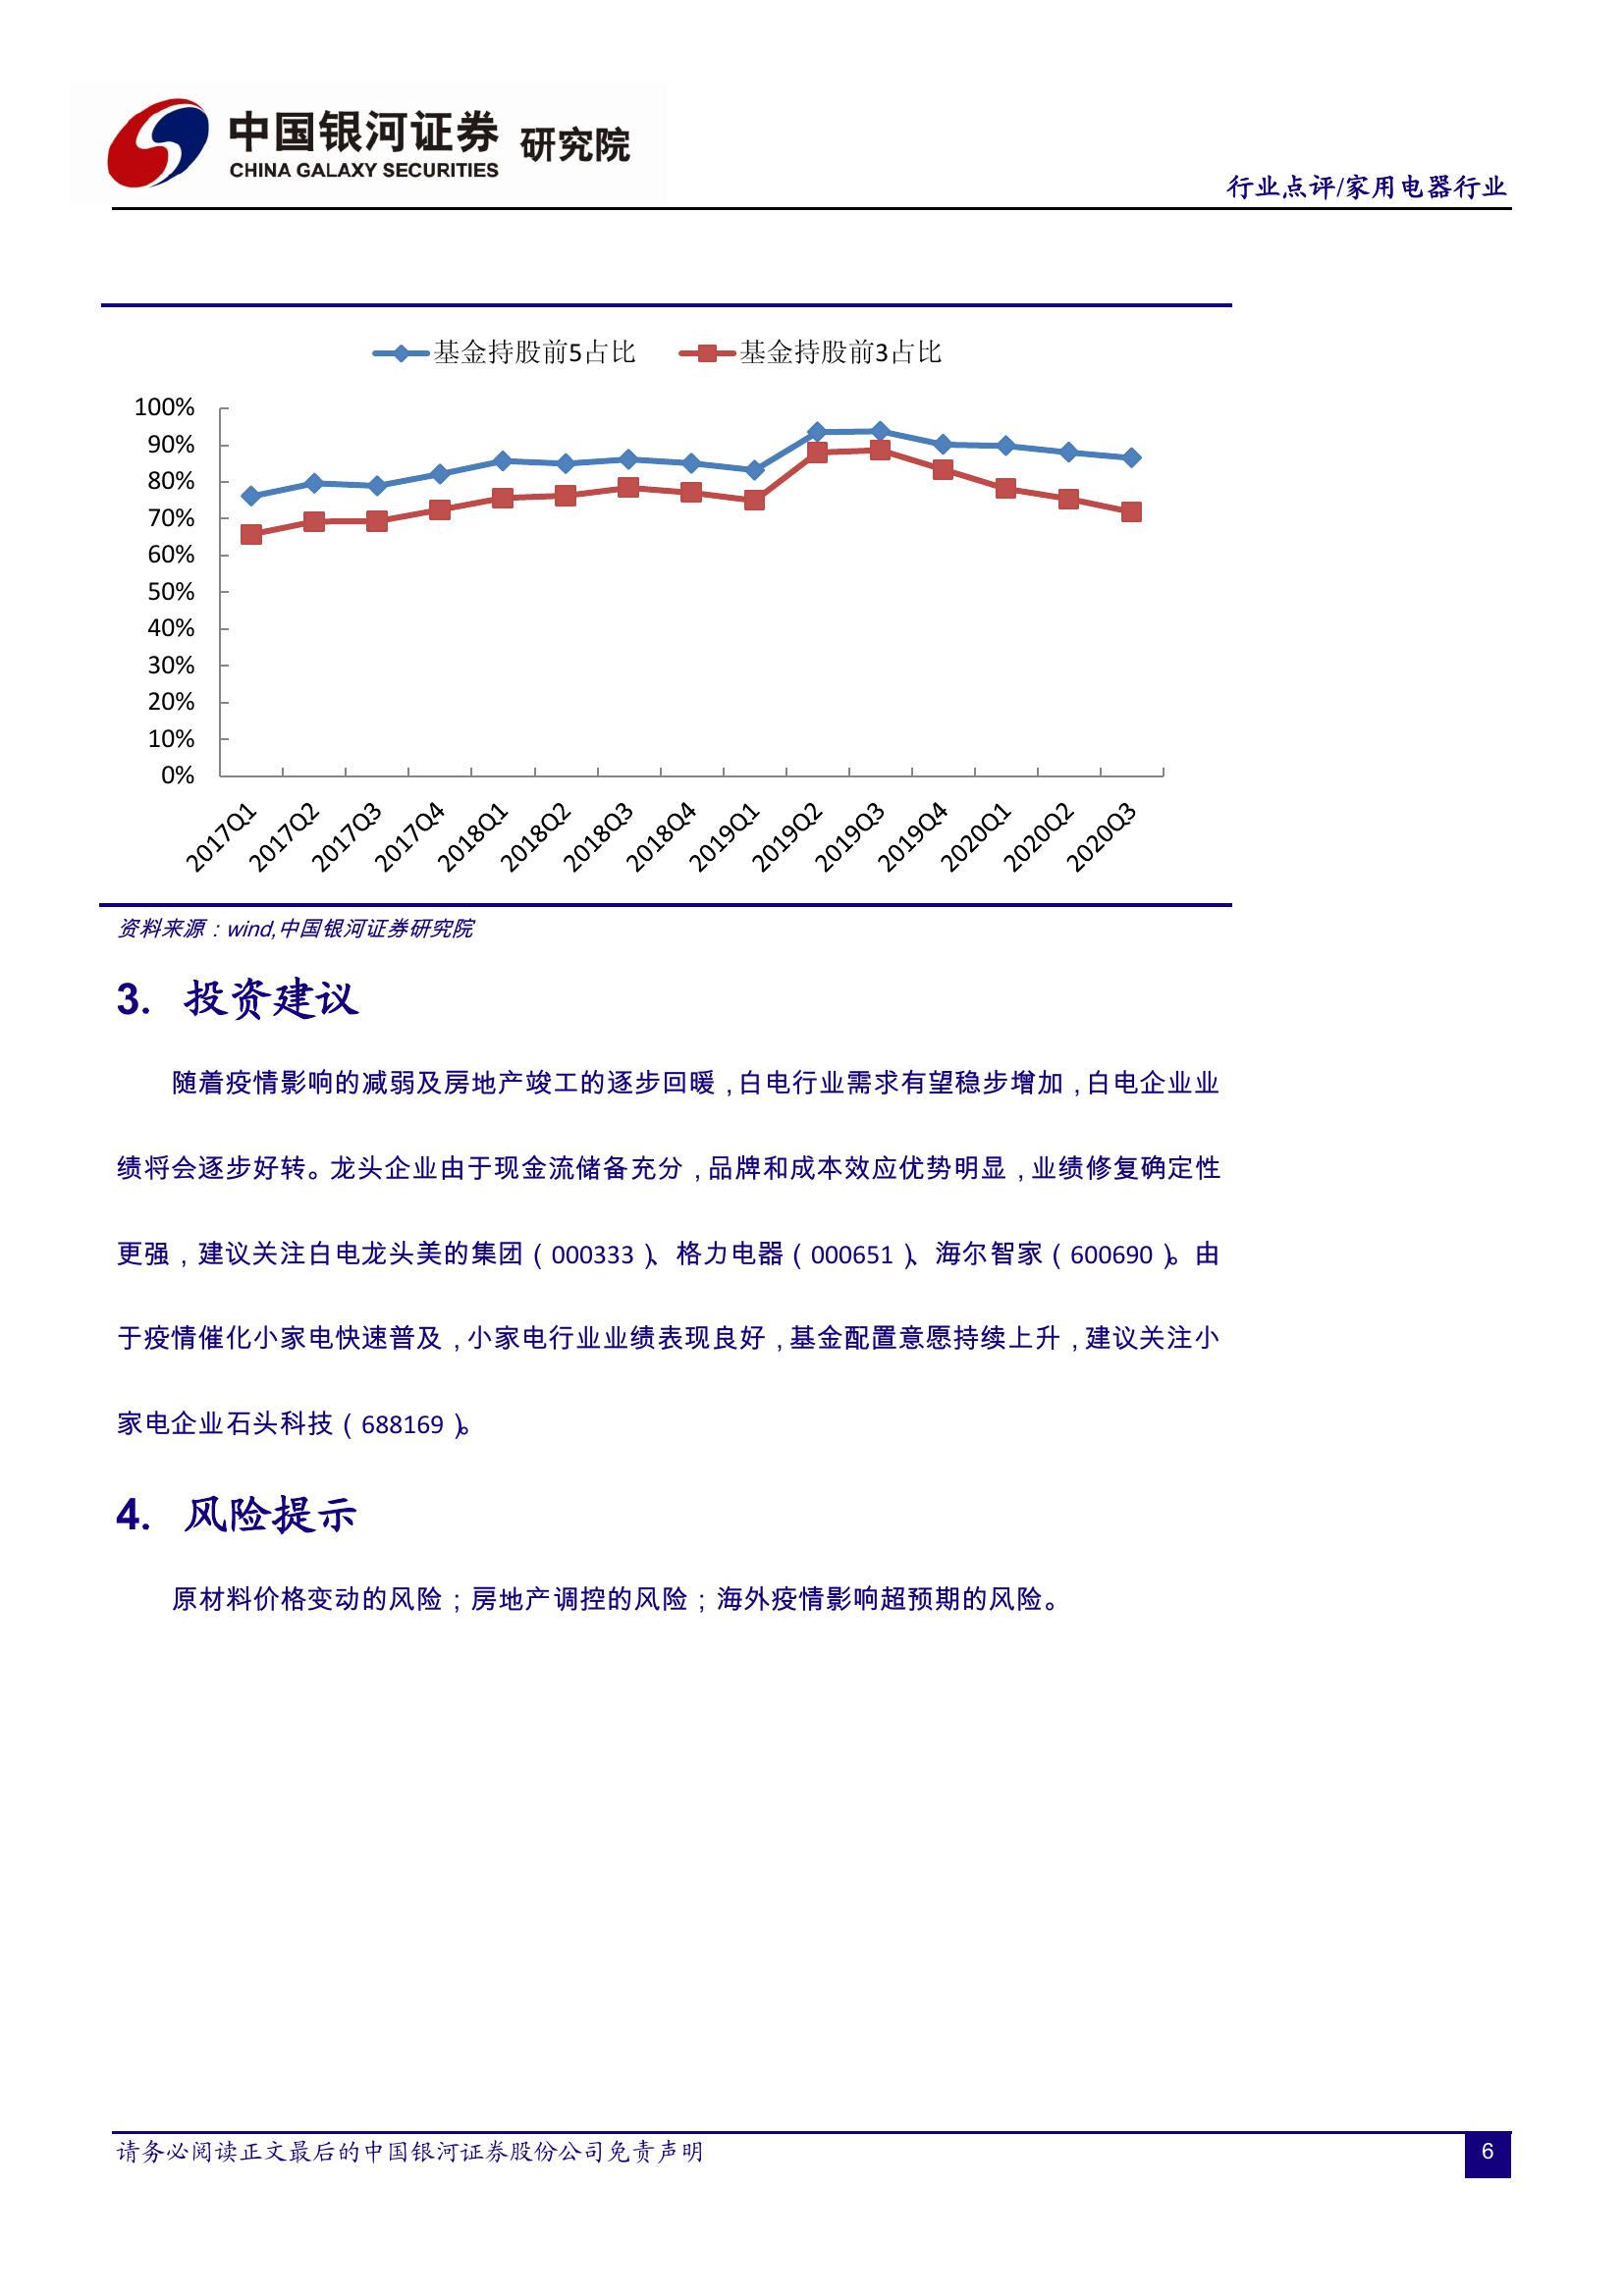 中国银河证券 研究院
CHINA GALAXY SECURITIES
行业点评/家用电器行业
基金持股前5占比 基金持股前3占比
100%
90%
80%
70%
60%
50%
40%
30%
20%
10%
0%
2017Q1 2017Q2 2017Q3 2017Q4 2018Q1 2018Q2 2018Q3 2018Q4 2019Q1 2019Q2 2019Q3 2019Q4 2020Q1 2020Q2 2020Q3
资料来源：wind,中国银河证券研究院
3. 投资建议
随着疫情影响的减弱及房地产竣工的逐步回暖，白电行业需求有望稳步增加，白电企业业
绩将会逐步好转。龙头企业由于现金流储备充分，品牌和成本效应优势明显，业绩修复确定性
更强，建议关注白电龙头美的集团（000333）、格力电器（000651）、海尔智家（600690）。由
于疫情催化小家电快速普及，小家电行业业绩表现良好，基金配置意愿持续上升，建议关注小
家电企业石头科技（688169）。
4. 风险提示
原材料价格变动的风险；房地产调控的风险；海外疫情影响超预期的风险。
请务必阅读正文最后的中国银河证券股份公司免责声明
6